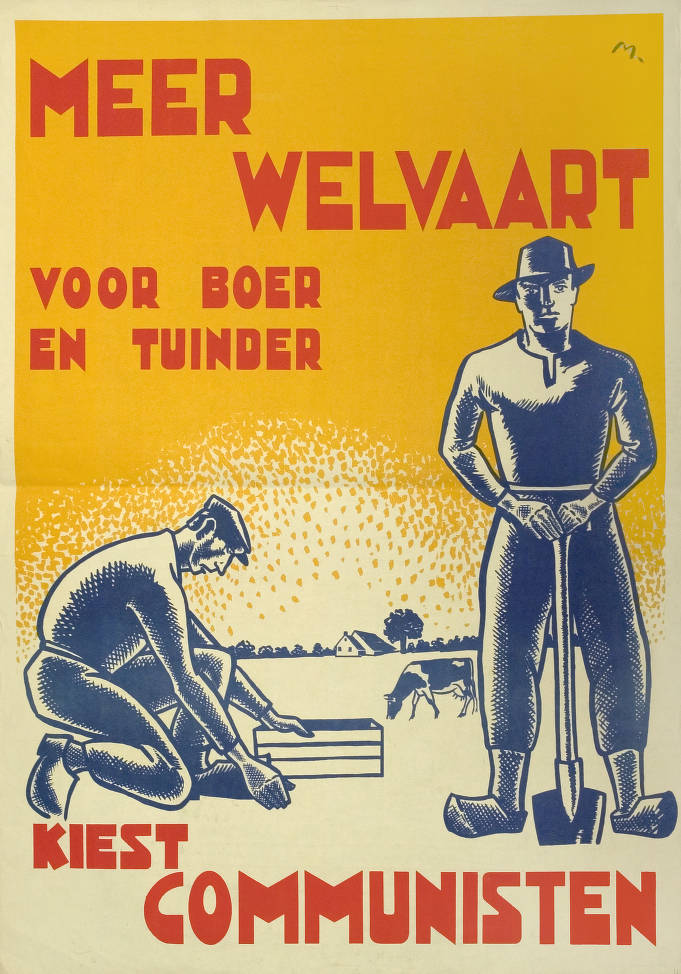 M.
MEER
WELVAART
VOOR BOER
EN TUINDER
KIEST
COMMUNISTEN